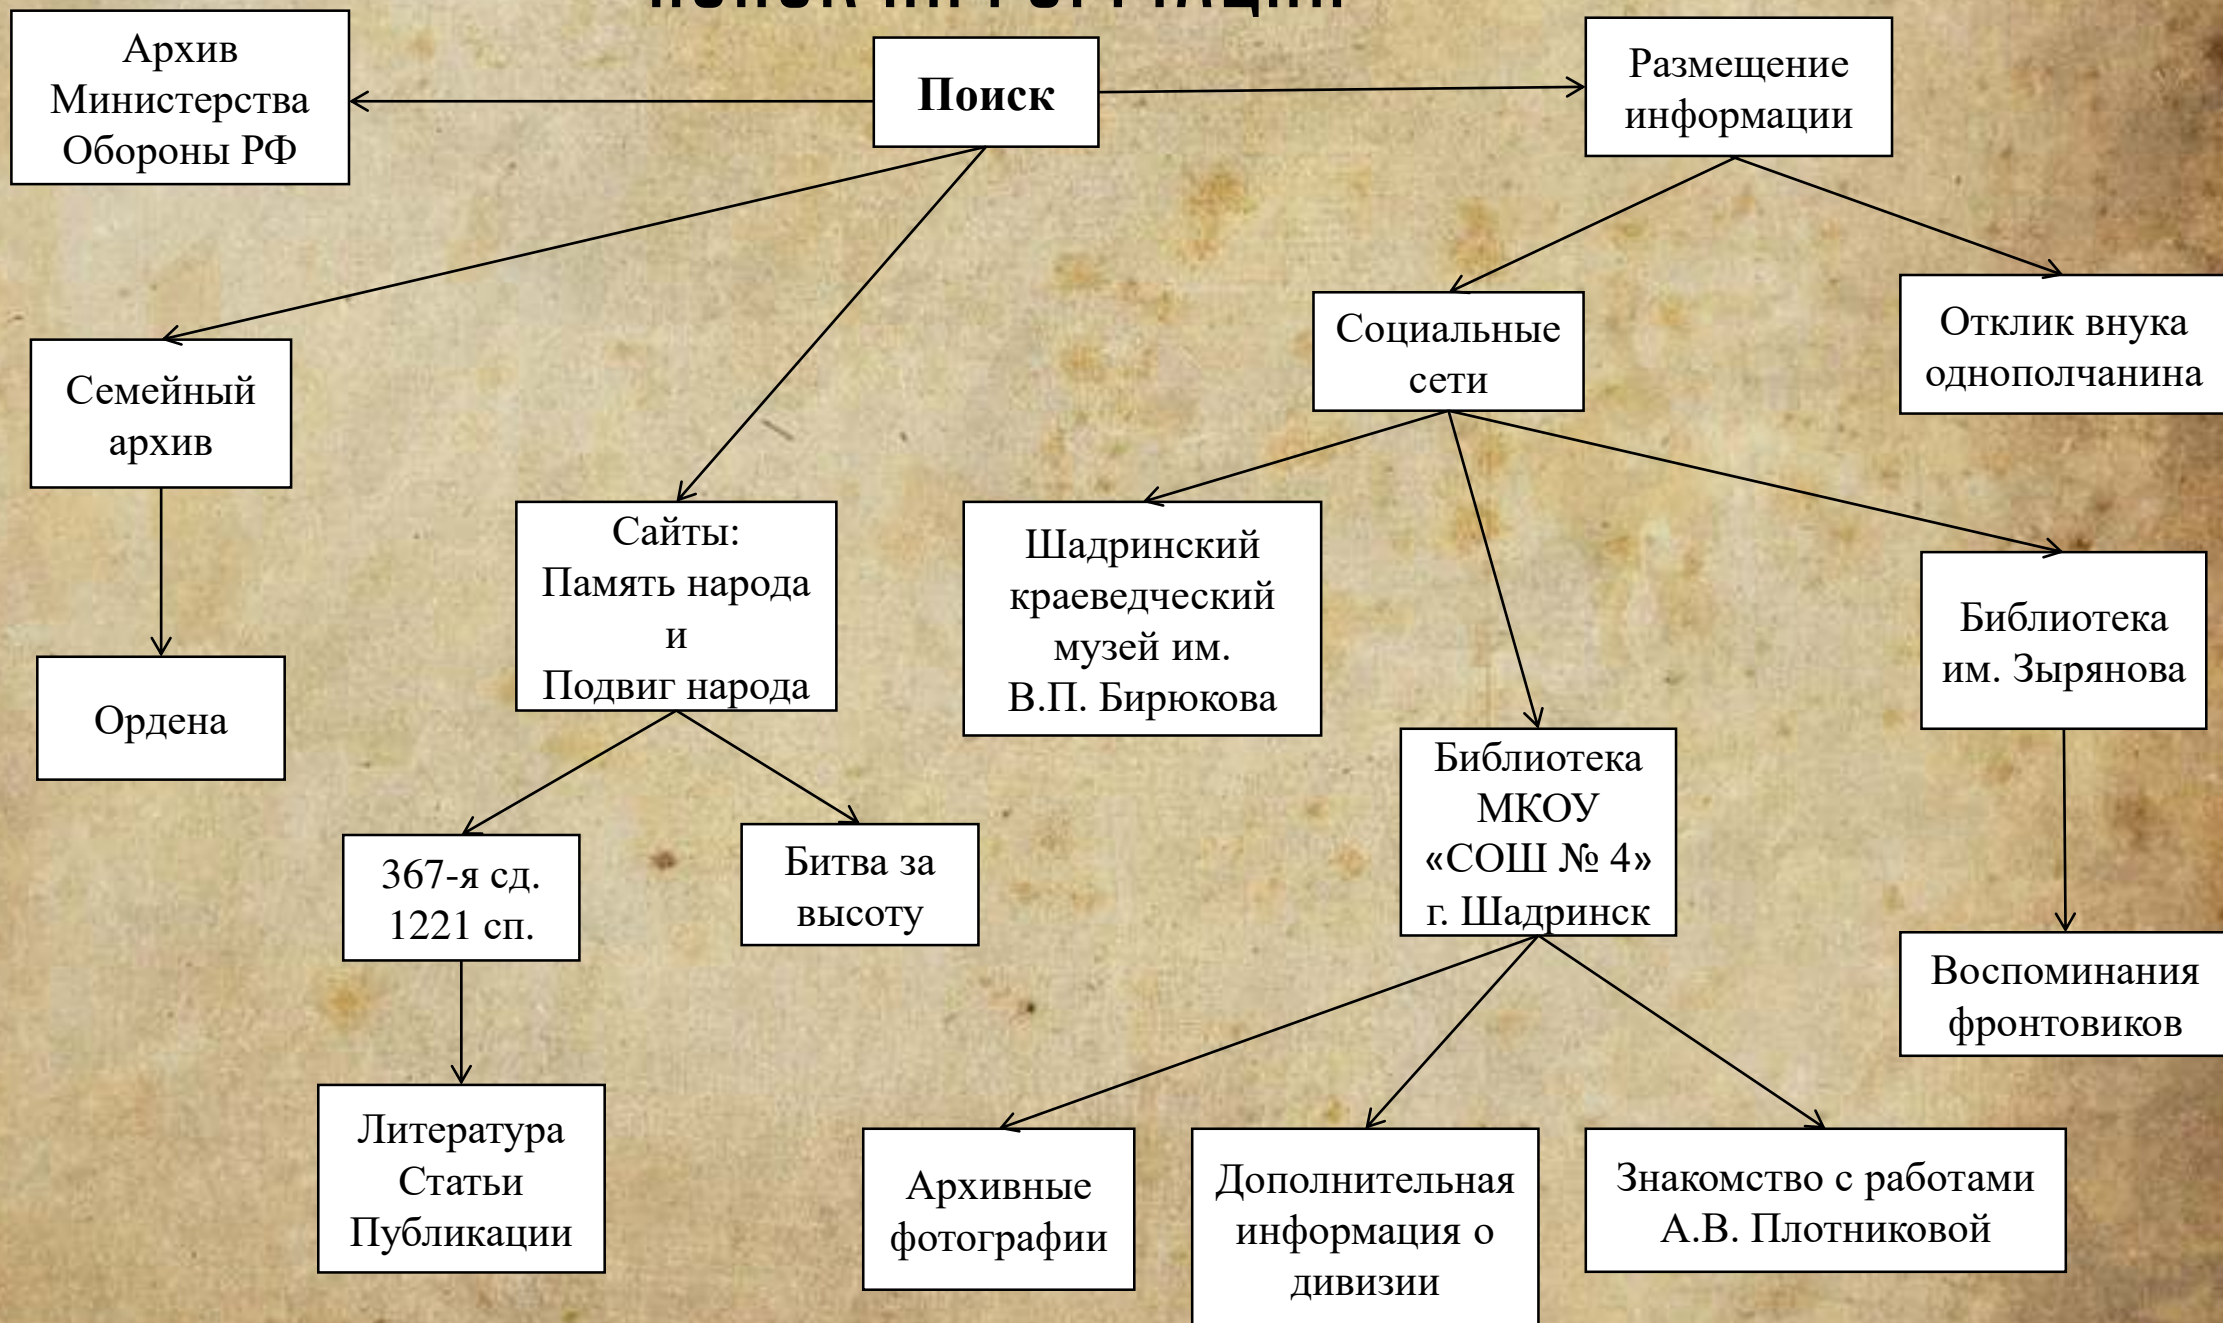 Архив
Министерства
Обороны РФ
Поиск
Размещение
информации
Семейный
архив
Социальные
сети
Отклик внука
однополчанина
Сайты:
Память народа
и
Подвиг народа
Шадринский
краеведческий
музей им.
В.П. Бирюкова
Библиотека
им. Зырянова
Ордена
Библиотека
МКОУ
«СОШ № 4»
г. Шадринск
367-я сд.
1221 сп.
Битва за
высоту
Воспоминания
фронтовиков
Литература
Статьи
Публикации
Архивные
фотографии
Дополнительная
информация о
дивизии
Знакомство с работами
А.В. Плотниковой